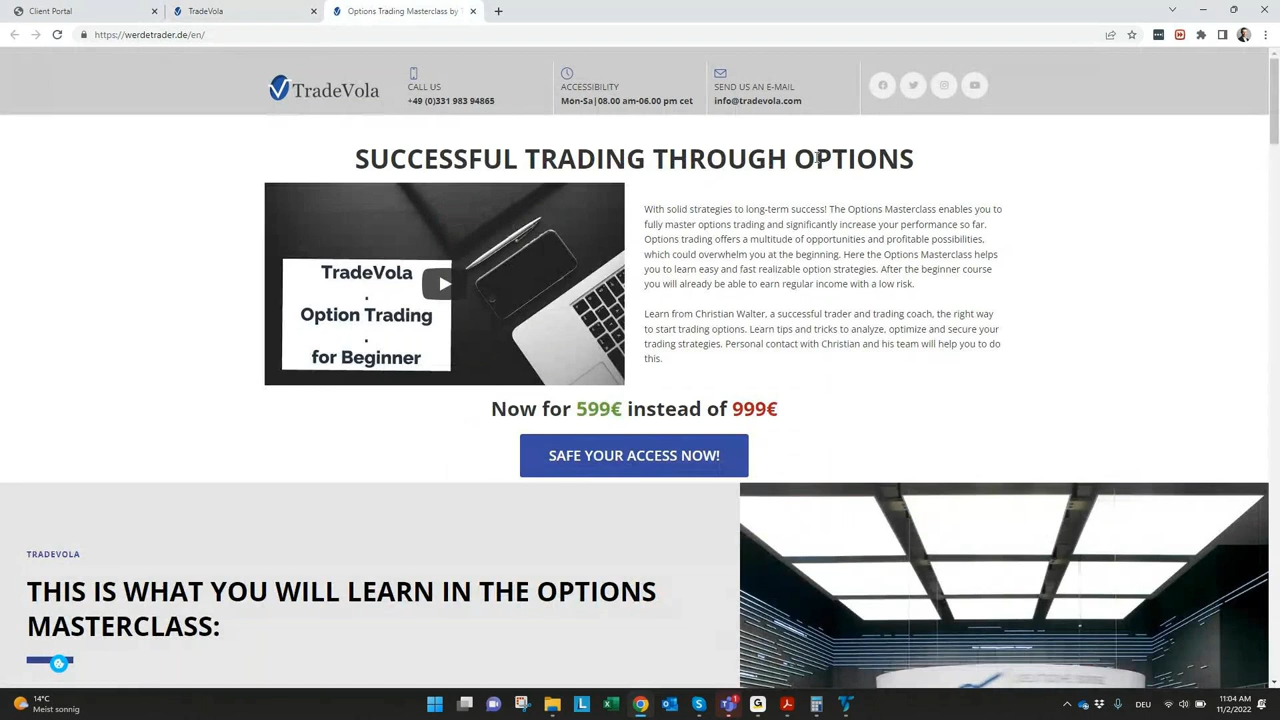 Client Portal
TradeVola
Options Trading Masterclass by
https://werdetrader.de/en/
TradeVola
CALL US
+49 (0)331 983 94865
ACCESSIBILITY
Mon-Sa|08.00 am-06.00 pm cet
SEND US AN E-MAIL
info@tradevola.com
SUCCESSFUL TRADING THROUGH OPTIONS
TradeVola
.
Option Trading
.
for Beginner
With solid strategies to long-term success! The Options Masterclass enables you to
fully master options trading and significantly increase your performance so far.
Options trading offers a multitude of opportunities and profitable possibilities,
which could overwhelm you at the beginning. Here the Options Masterclass helps
you to learn easy and fast realizable option strategies. After the beginner course
you will already be able to earn regular income with a low risk.
Learn from Christian Walter, a successful trader and trading coach, the right way
to start trading options. Learn tips and tricks to analyze, optimize and secure your
trading strategies. Personal contact with Christian and his team will help you to do
this.
Now for 599€ instead of 999€
SAFE YOUR ACCESS NOW!
TRADEVOLA
THIS IS WHAT YOU WILL LEARN IN THE OPTIONS
MASTERCLASS:
14°C
Meist sonnig
DEU
11:04 AM
11/2/2022